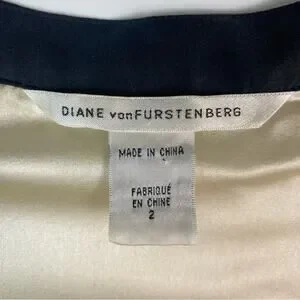 DIANE vonFURSTENBERG
MADE IN CHINA
FABRIQUÉ
EN CHINE
2